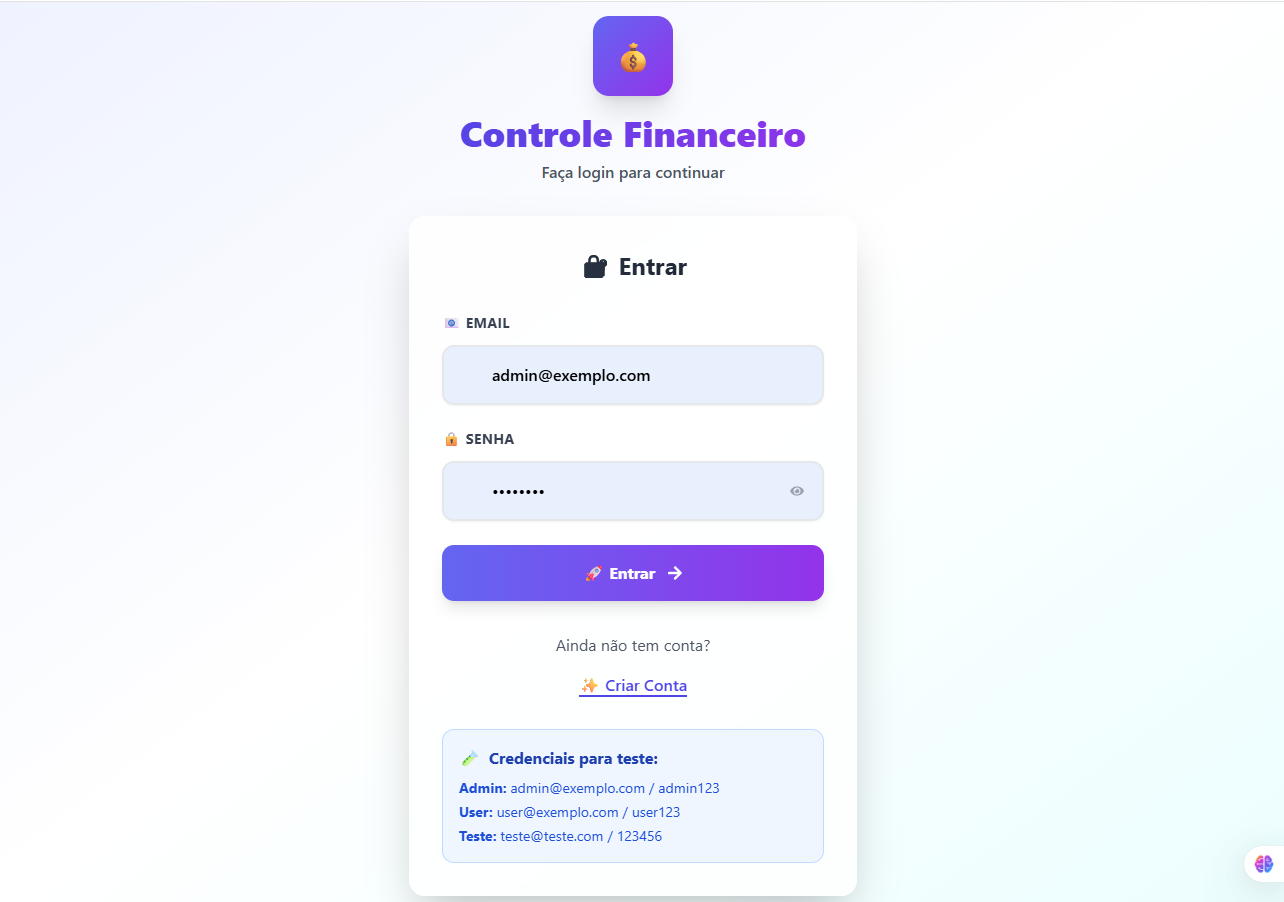 Controle Financeiro
Faça login para continuar
Entrar
EMAIL
admin@exemplo.com
SENHA
••••••••
Entrar →
Ainda não tem conta?
Criar Conta
Credenciais para teste:
Admin: admin@exemplo.com / admin123
User: user@exemplo.com / user123
Teste: teste@teste.com / 123456